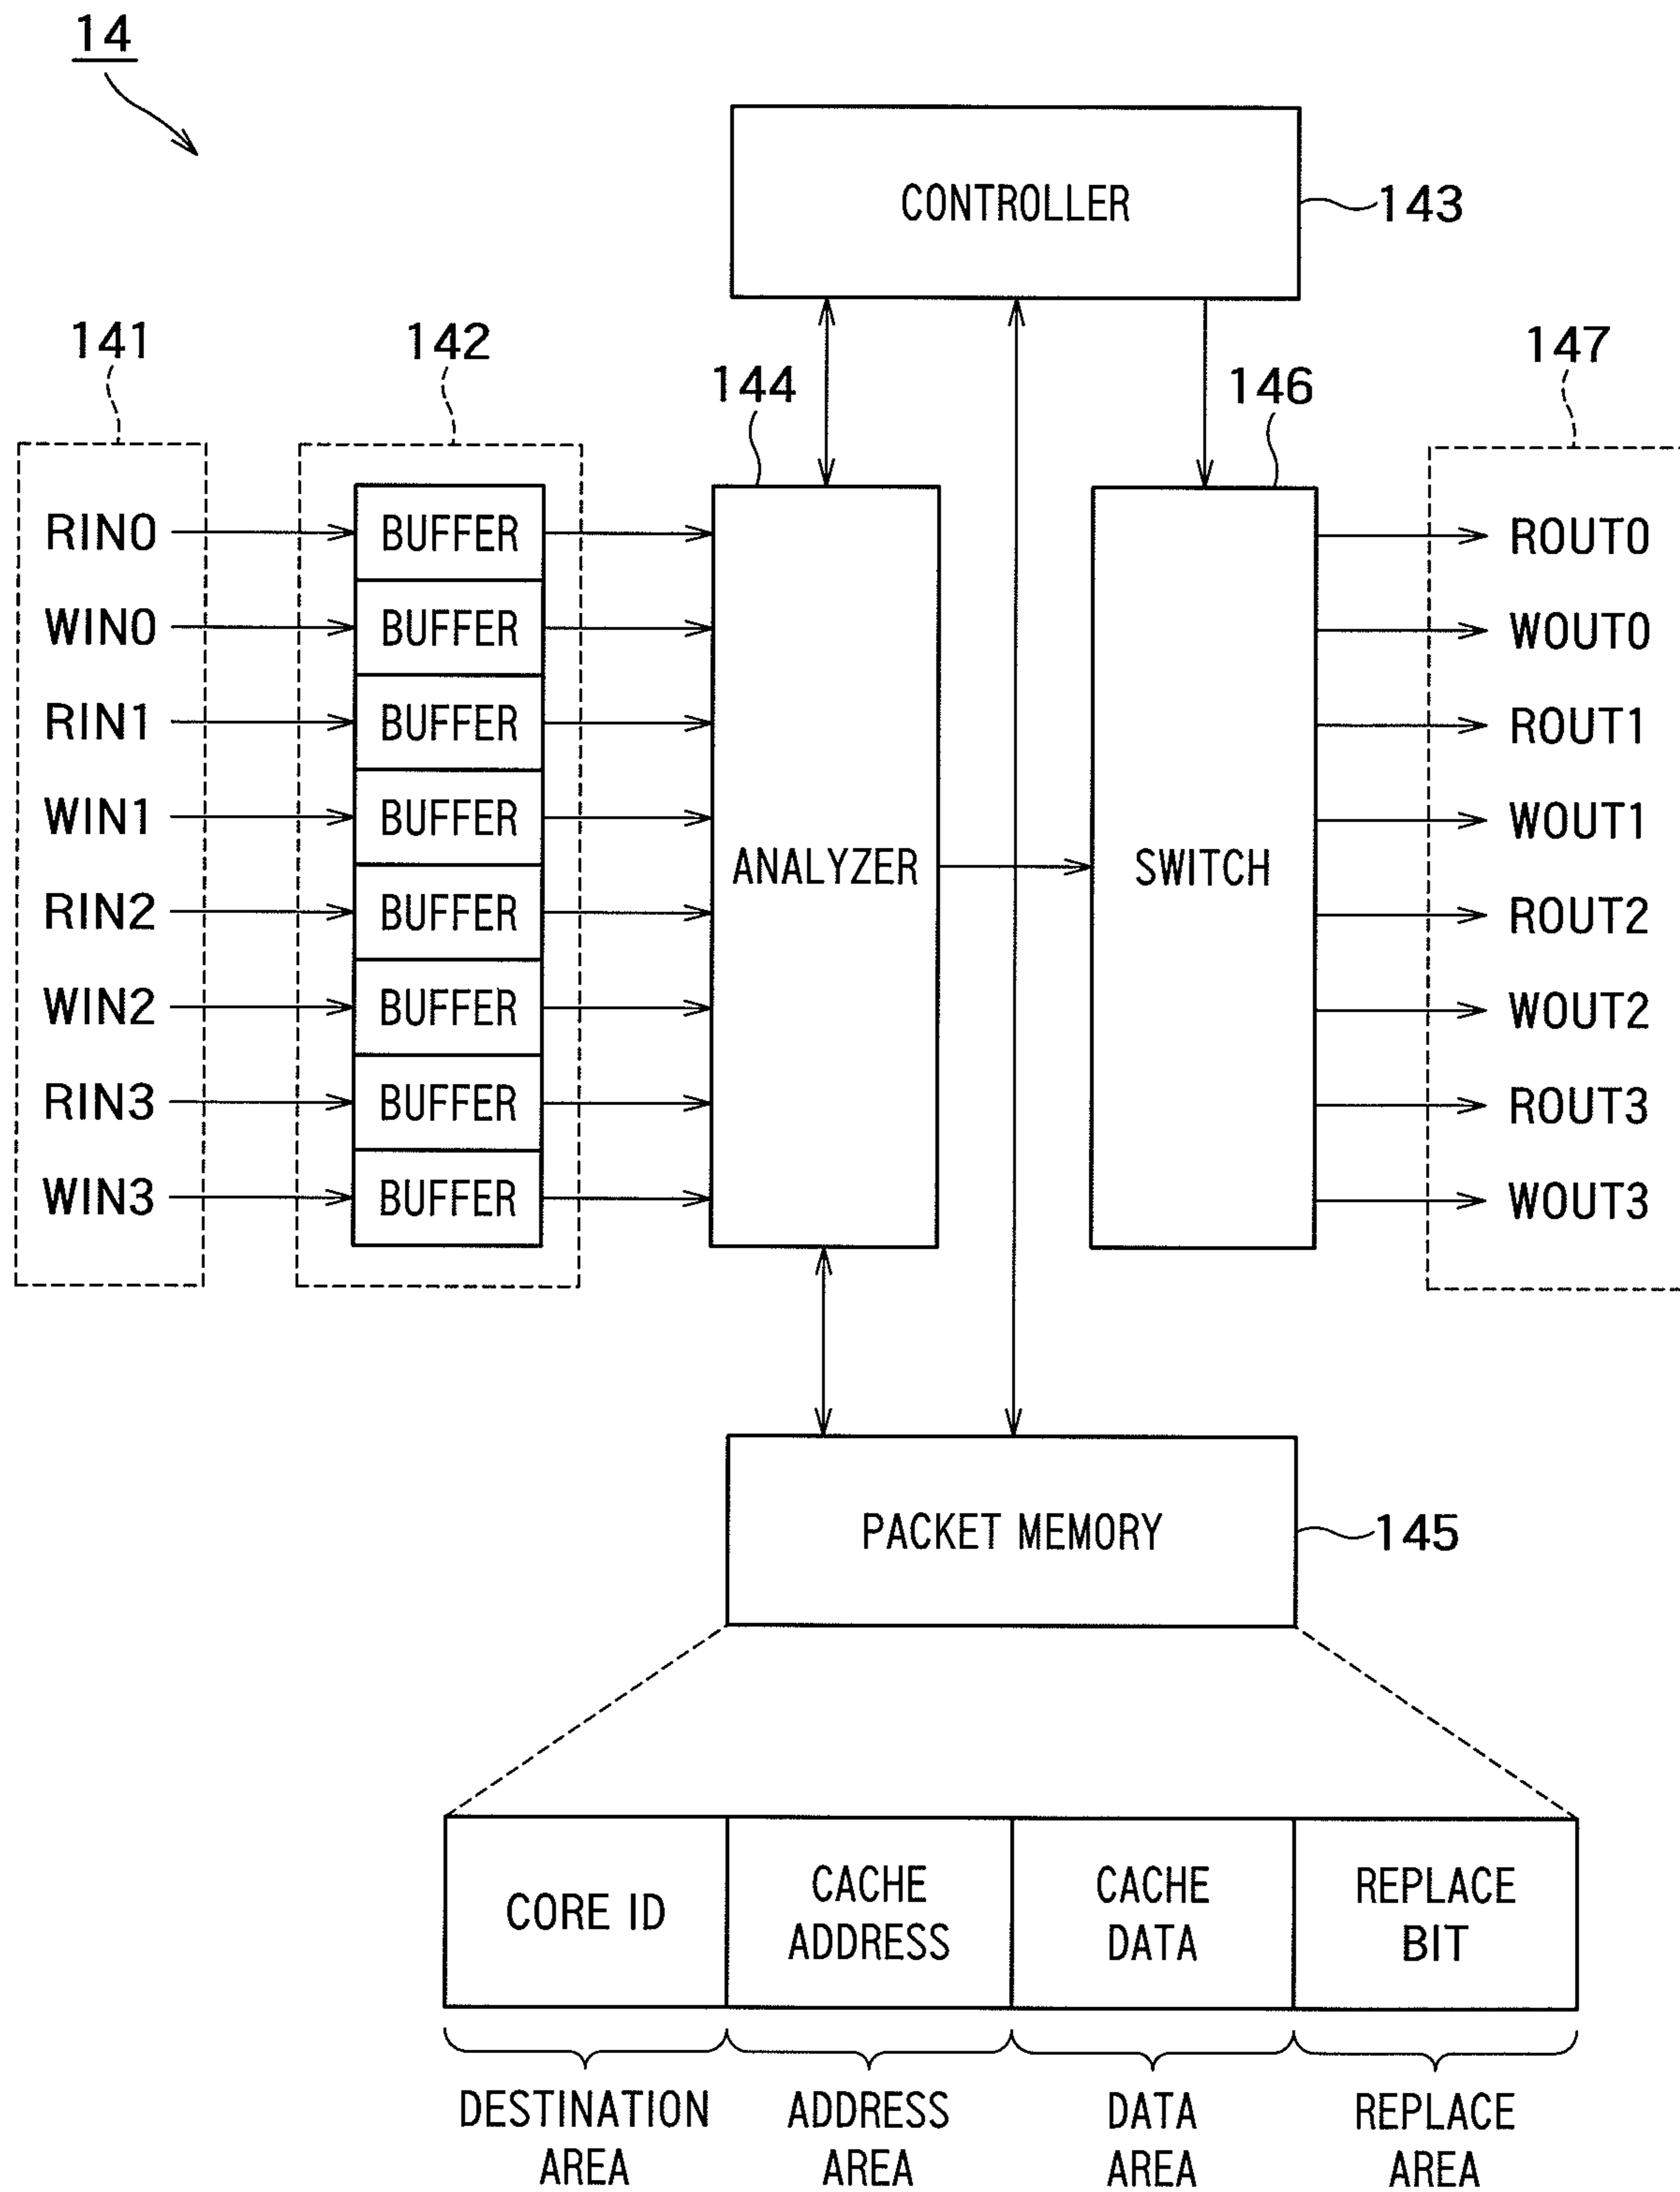 14
CONTROLLER
143
141
142
144
146
147
RIN0
BUFFER
ROUT0
WIN0
BUFFER
WOUT0
RIN1
BUFFER
ROUT1
WIN1
BUFFER
WOUT1
ANALYZER
SWITCH
RIN2
BUFFER
ROUT2
WIN2
BUFFER
WOUT2
RIN3
BUFFER
ROUT3
WIN3
BUFFER
WOUT3
PACKET MEMORY
145
CORE ID
CACHE
ADDRESS
CACHE
DATA
REPLACE
BIT
DESTINATION
AREA
ADDRESS
AREA
DATA
AREA
REPLACE
AREA